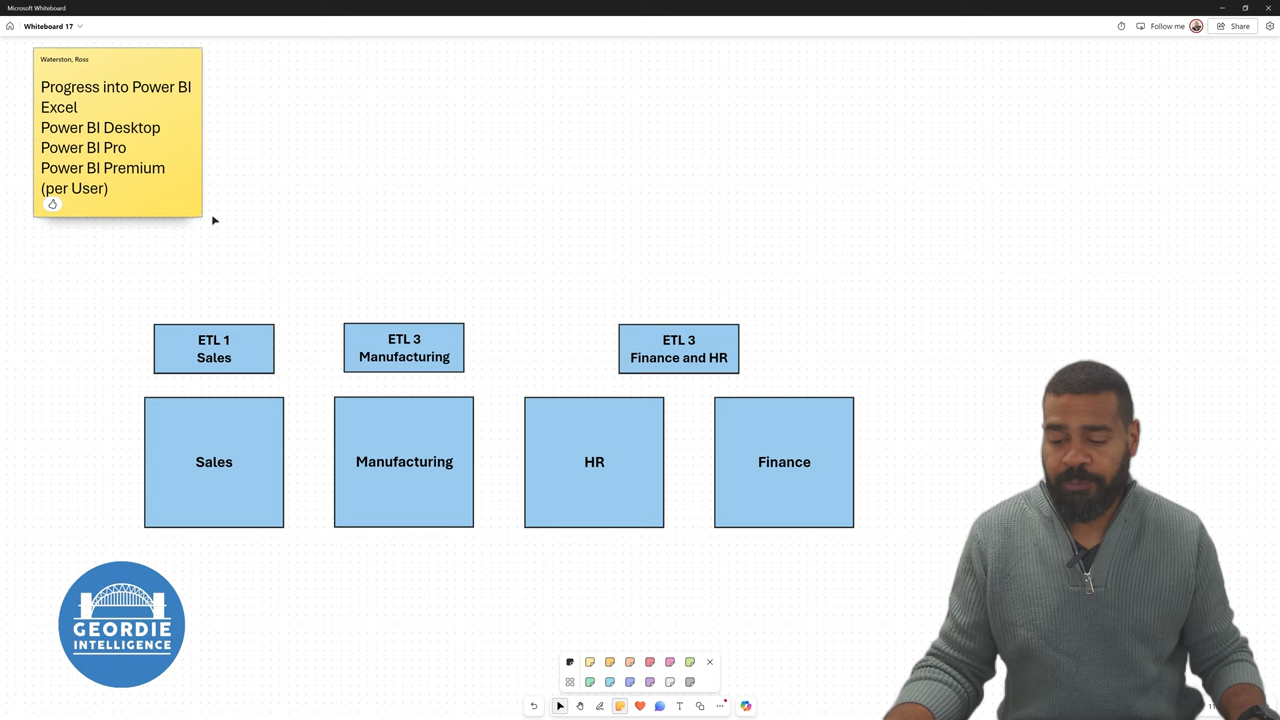 Microsoft Whiteboard
Whiteboard 17
Follow me
Share
Waterston, Ross
Progress into Power BI
Excel
Power BI Desktop
Power BI Pro
Power BI Premium
(per User)
ETL 1
Sales
ETL 3
Manufacturing
ETL 3
Finance and HR
Sales
Manufacturing
HR
Finance
GEORDIE
INTELLIGENCE